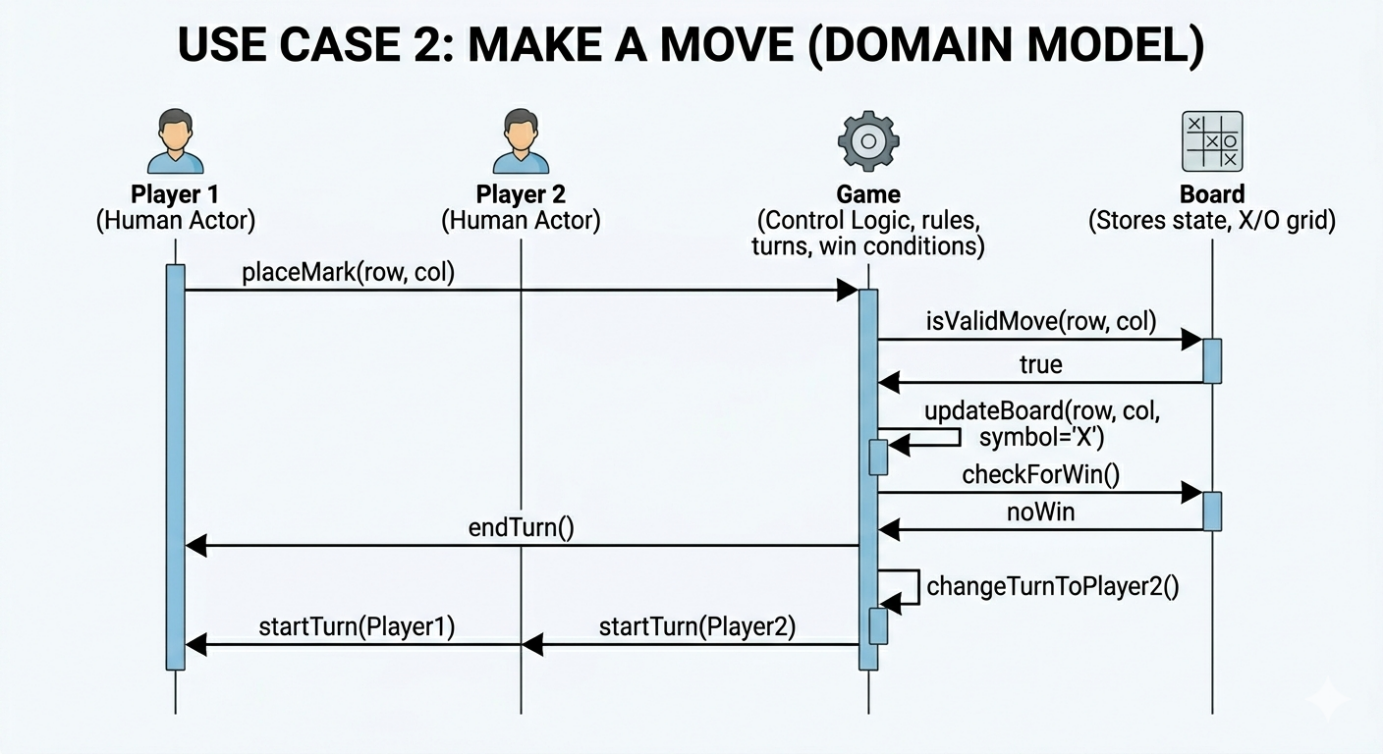 USE CASE 2: MAKE A MOVE (DOMAIN MODEL)
Player 1
(Human Actor)
Player 2
(Human Actor)
Game
(Control Logic, rules,
turns, win conditions)
Board
(Stores state, X/O grid)
X
X O
X
placeMark(row, col)
isValidMove(row, col)
true
updateBoard(row, col,
symbol='X')
checkForWin()
noWin
endTurn()
changeTurnToPlayer2()
startTurn(Player1)
startTurn(Player2)